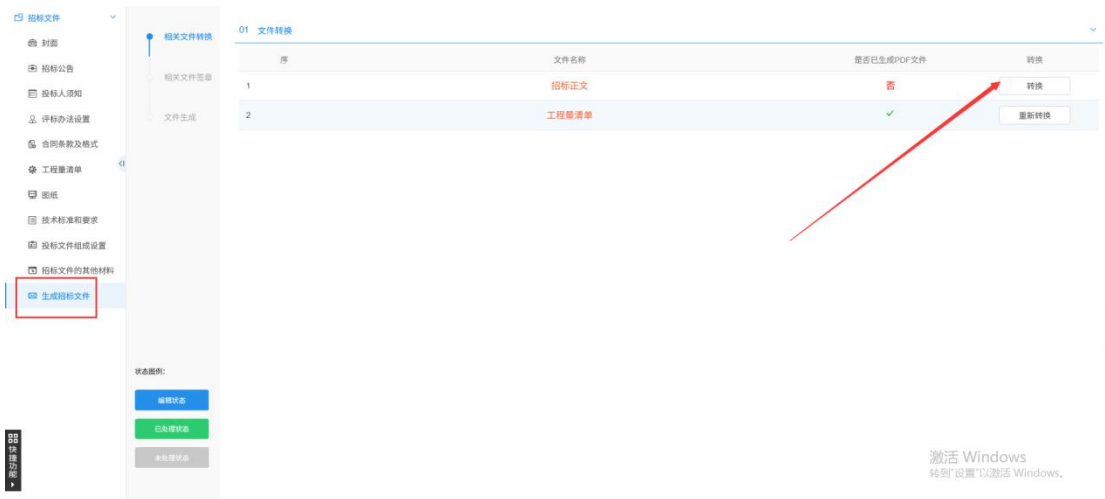 招标文件
封面
招标公告
投标人须知
评标办法设置
合同条款及格式
工程量清单
图纸
技术标准和要求
投标文件组成设置
招标文件的其他材料
生成招标文件
快捷功能
相关文件转换
相关文件签章
文件生成
状态图例:
编辑状态
已处理状态
未处理状态
01 文件转换
序 文件名称 是否已生成PDF文件 转换
1 招标正文 否 转换
2 工程量清单 重新转换
激活 Windows
转到"设置"以激活 Windows。